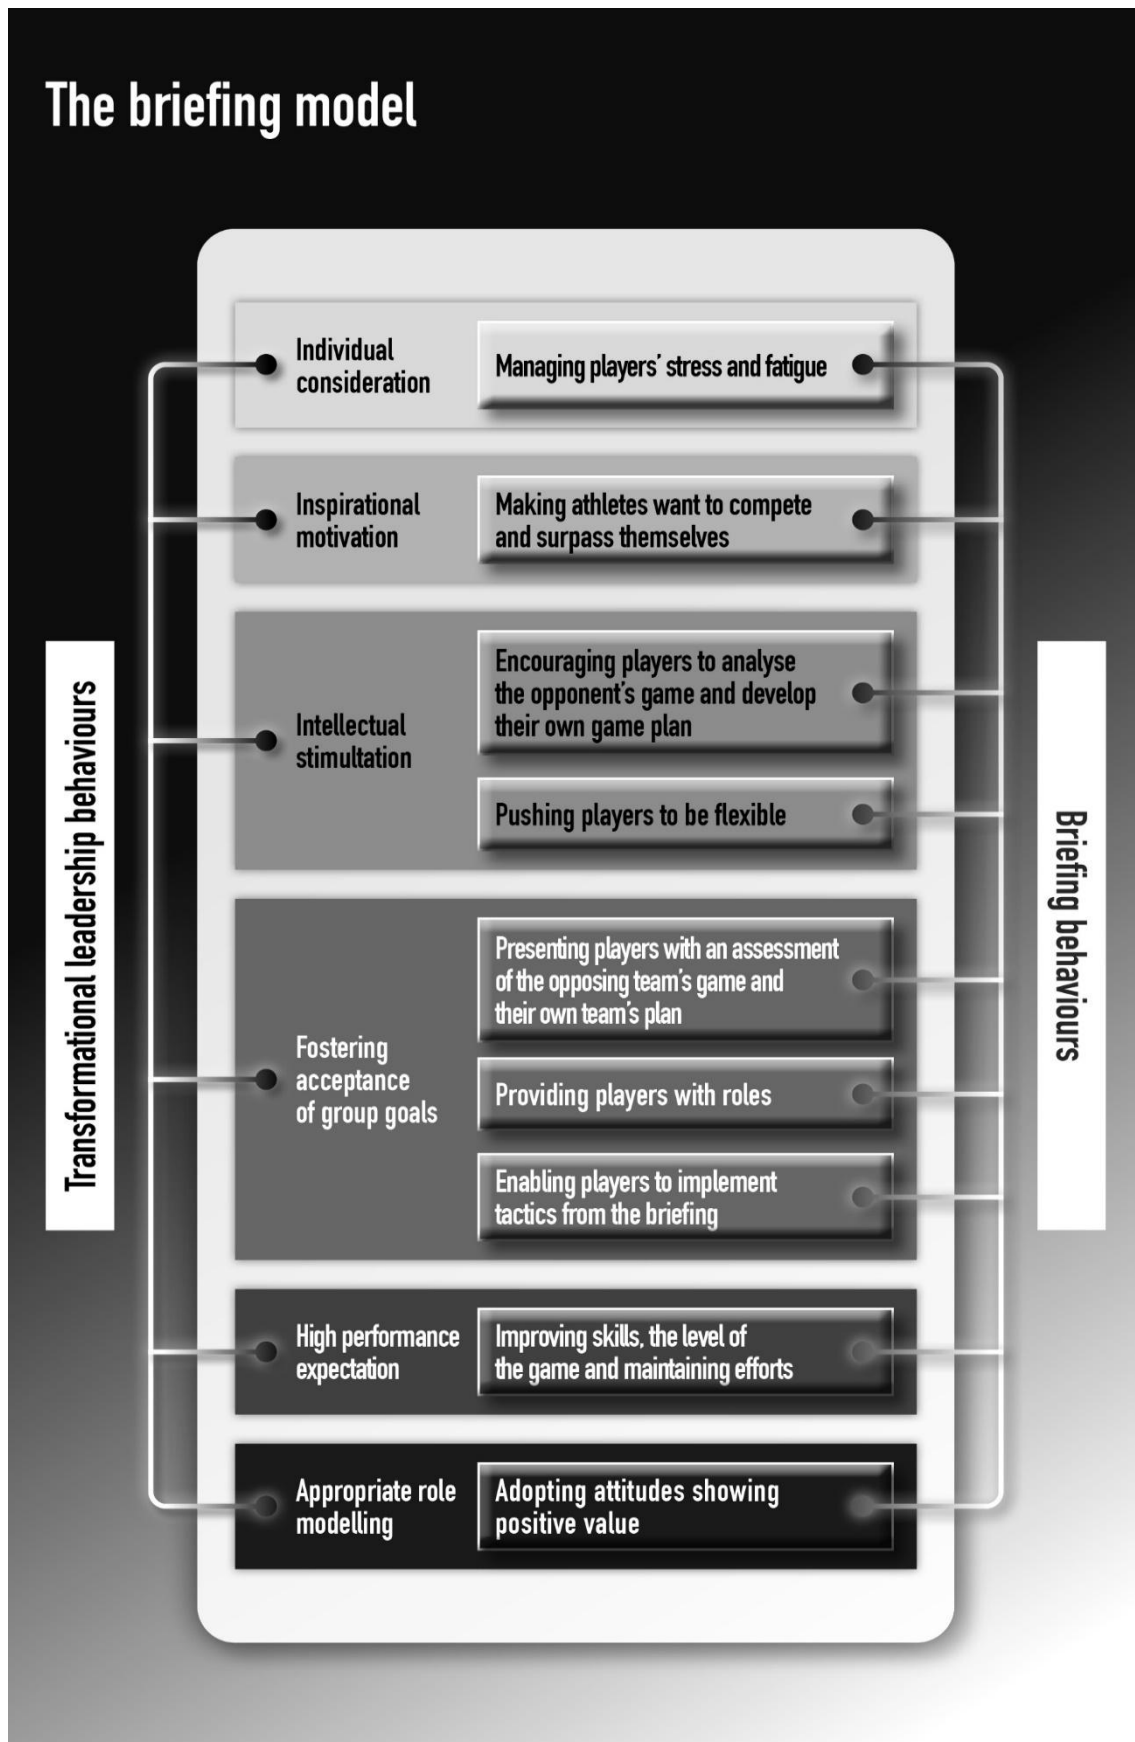 The briefing model
Transformational leadership behaviours
Individual
consideration
Managing players' stress and fatigue
Inspirational
motivation
Making athletes want to compete
and surpass themselves
Intellectual
stimultation
Encouraging players to analyse
the opponent's game and develop
their own game plan
Pushing players to be flexible
Fostering
acceptance
of group goals
Presenting players with an assessment
of the opposing team's game and
their own team's plan
Providing players with roles
Enabling players to implement
tactics from the briefing
High performance
expectation
Improving skills, the level of
the game and maintaining efforts
Appropriate role
modelling
Adopting attitudes showing
positive value
Briefing behaviours